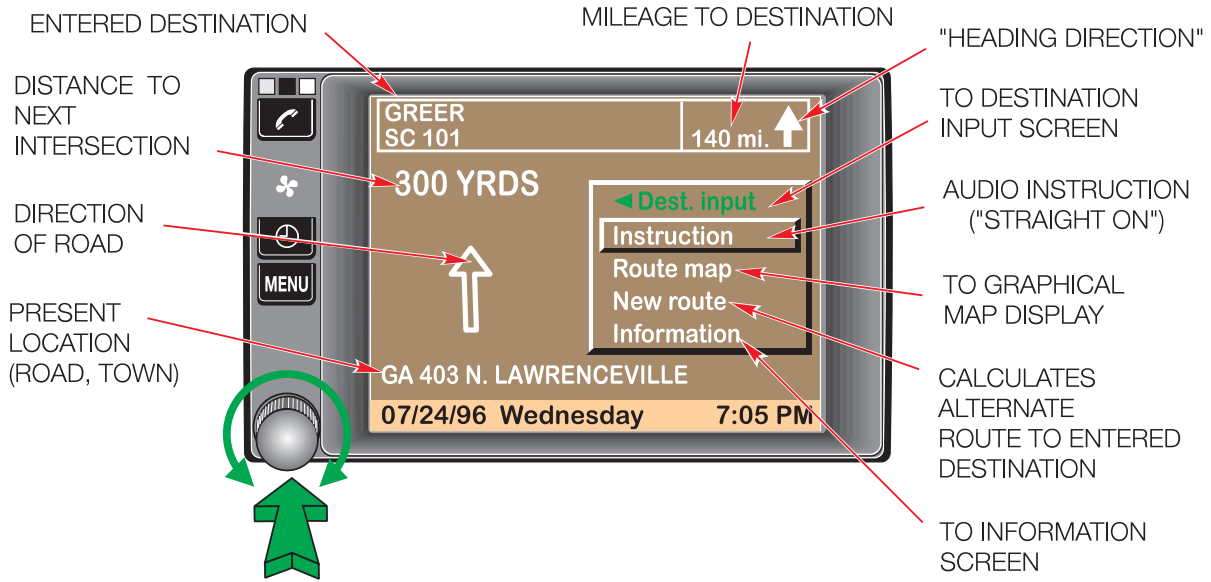 ENTERED DESTINATION
MILEAGE TO DESTINATION
"HEADING DIRECTION"
DISTANCE TO
NEXT
INTERSECTION
TO DESTINATION
INPUT SCREEN
DIRECTION
OF ROAD
AUDIO INSTRUCTION
("STRAIGHT ON")
PRESENT
LOCATION
(ROAD, TOWN)
TO GRAPHICAL
MAP DISPLAY
CALCULATES
ALTERNATE
ROUTE TO ENTERED
DESTINATION
TO INFORMATION
SCREEN
MENU
GREER
SC 101
140 mi.
300 YRDS
Dest. input
Instruction
Route map
New route
Information
GA 403 N. LAWRENCEVILLE
07/24/96 Wednesday 7:05 PM